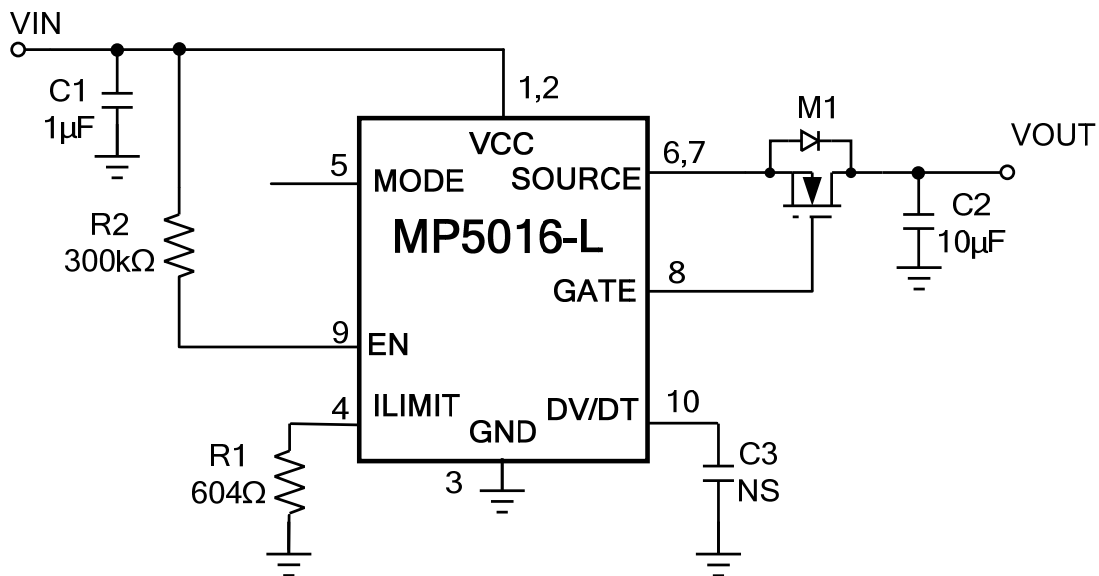 VIN
C1
1µF
R2
300kΩ
1,2
VCC
5
MODE
SOURCE
6,7
MP5016-L
GATE
8
9
EN
4
ILIMIT
DV/DT
10
GND
3
R1
604Ω
C3
NS
M1
VOUT
C2
10µF